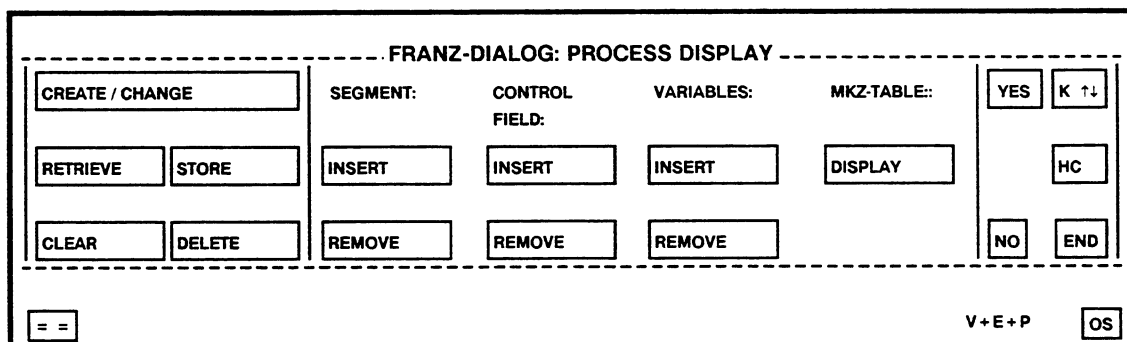 FRANZ-DIALOG: PROCESS DISPLAY
CREATE / CHANGE SEGMENT: CONTROL VARIABLES: MKZ-TABLE:: YES K ↑↓
FIELD:
RETRIEVE STORE INSERT INSERT INSERT DISPLAY HC
CLEAR DELETE REMOVE REMOVE REMOVE NO END
= = V+E+P OS